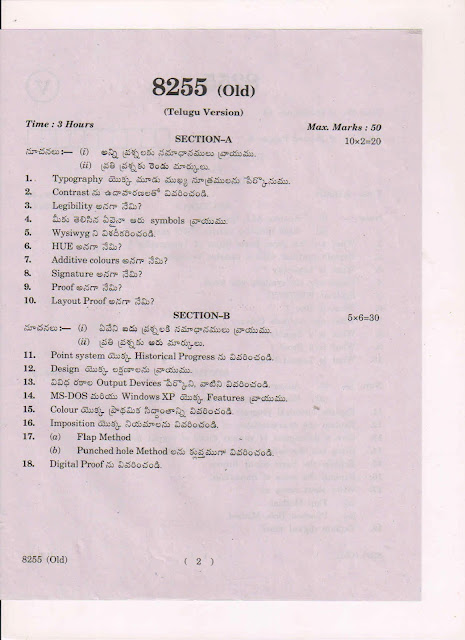 8255 (Old)
(Telugu Version)
Time : 3 Hours Max. Marks : 50
SECTION–A 10×2=20
సూచనలు:— (i) అన్ని ప్రశ్నలకు సమాధానములు వ్రాయుము.
(ii) ప్రతి ప్రశ్నకు రెండు మార్కులు.
1. Typography యొక్క మూడు ముఖ్య సూత్రములను పేర్కొనుము.
2. Contrast ను ఉదాహరణలతో వివరించండి.
3. Legibility అనగా నేమి?
4. మీకు తెలిసిన ఏవైనా ఆరు symbols వ్రాయుము.
5. Wysiwyg ని విశదీకరించండి.
6. HUE అనగా నేమి?
7. Additive colours అనగా నేమి?
8. Signature అనగా నేమి?
9. Proof అనగా నేమి?
10. Layout Proof అనగా నేమి?
SECTION-B 5×6=30
సూచనలు:— (i) ఏవేని ఐదు ప్రశ్నలకి సమాధానములు వ్రాయుము.
(ii) ప్రతి ప్రశ్నకు ఆరు మార్కులు.
11. Point system యొక్క Historical Progress ను వివరించండి.
12. Design యొక్క లక్షణాలను వ్రాయుము.
13. వివిధ రకాల Output Devices పేర్కొని, వాటిని వివరించండి.
14. MS-DOS మరియు Windows XP యొక్క Features వ్రాయుము.
15. Colour యొక్క ప్రాథమిక సిద్ధాంతాన్ని వివరించండి.
16. Imposition యొక్క నియమాలను వివరించండి.
17. (a) Flap Method
(b) Punched hole Method లను క్లుప్తముగా వివరించండి.
18. Digital Proof ను వివరించండి.
8255 (Old) ( 2 )